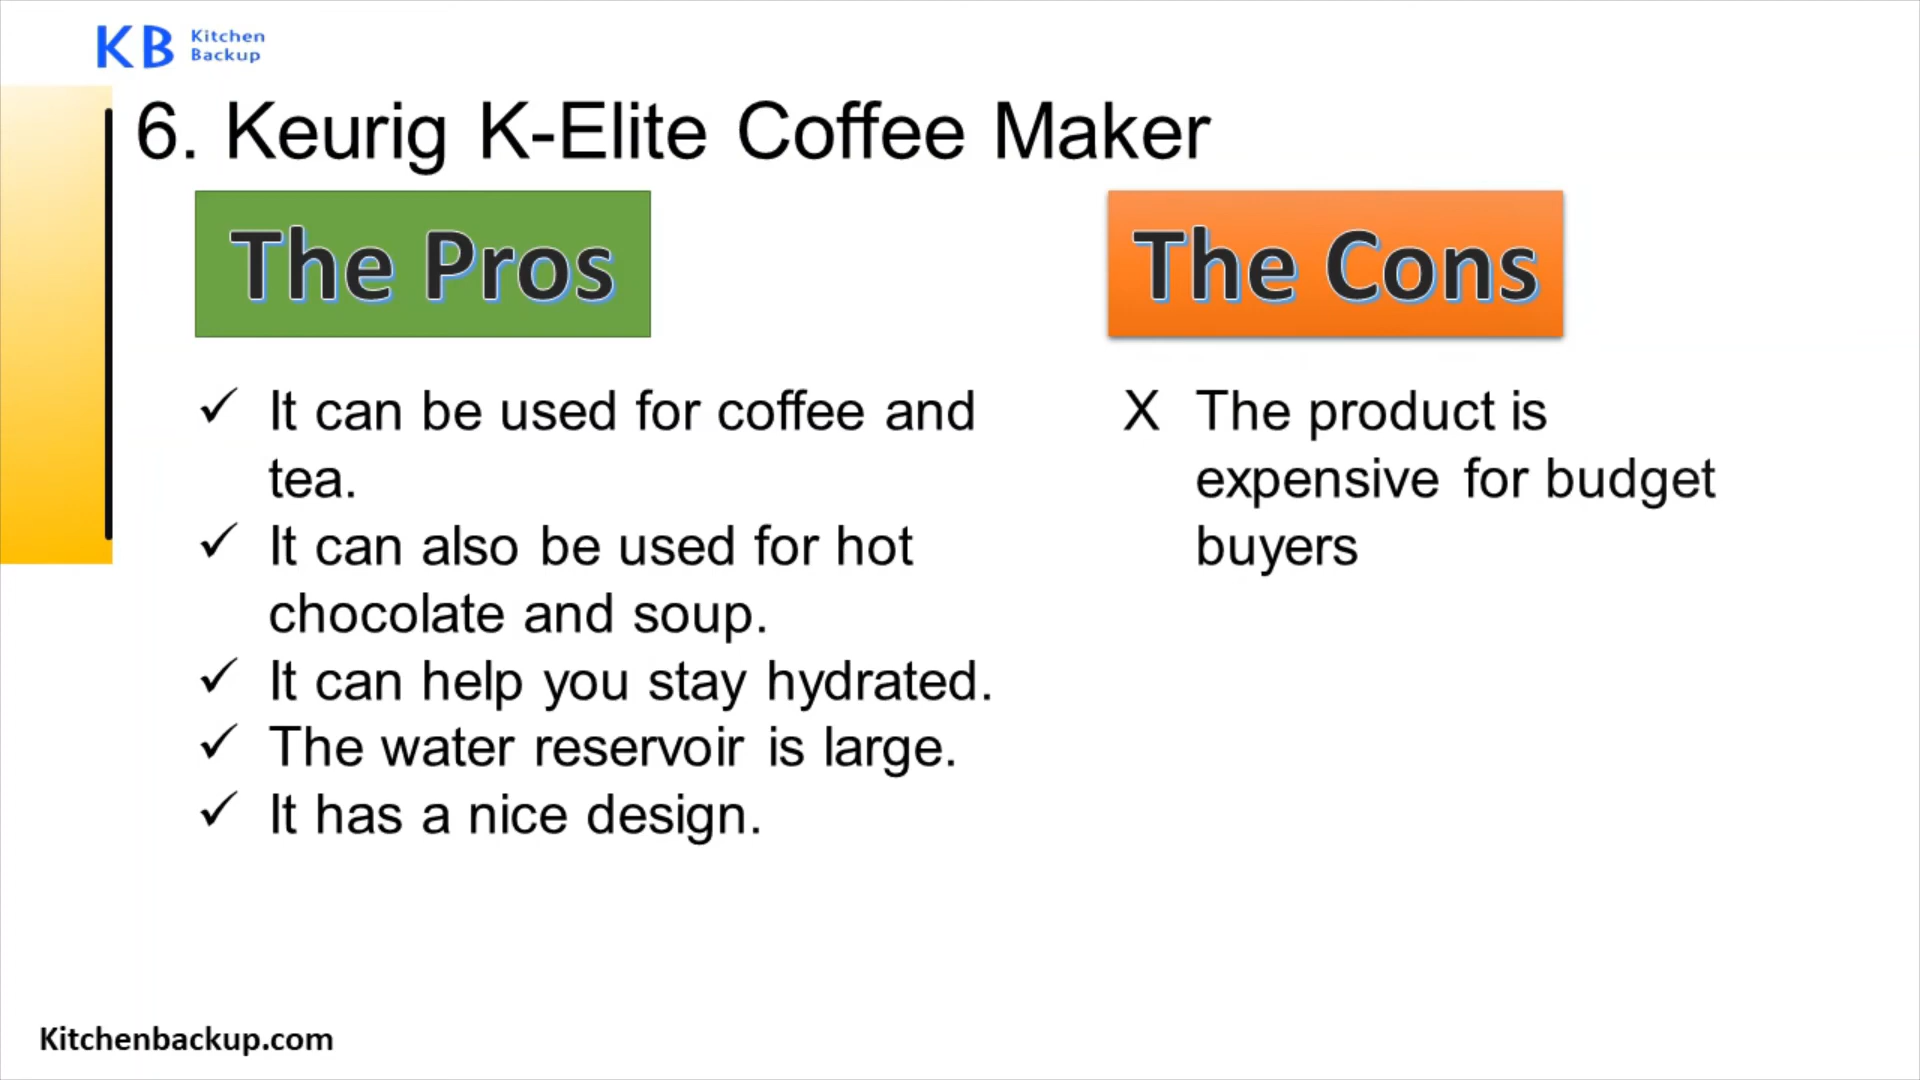 KB Kitchen
Backup
6. Keurig K-Elite Coffee Maker
The Pros
✓ It can be used for coffee and
tea.
✓ It can also be used for hot
chocolate and soup.
✓ It can help you stay hydrated.
✓ The water reservoir is large.
✓ It has a nice design.
The Cons
X The product is
expensive for budget
buyers
Kitchenbackup.com